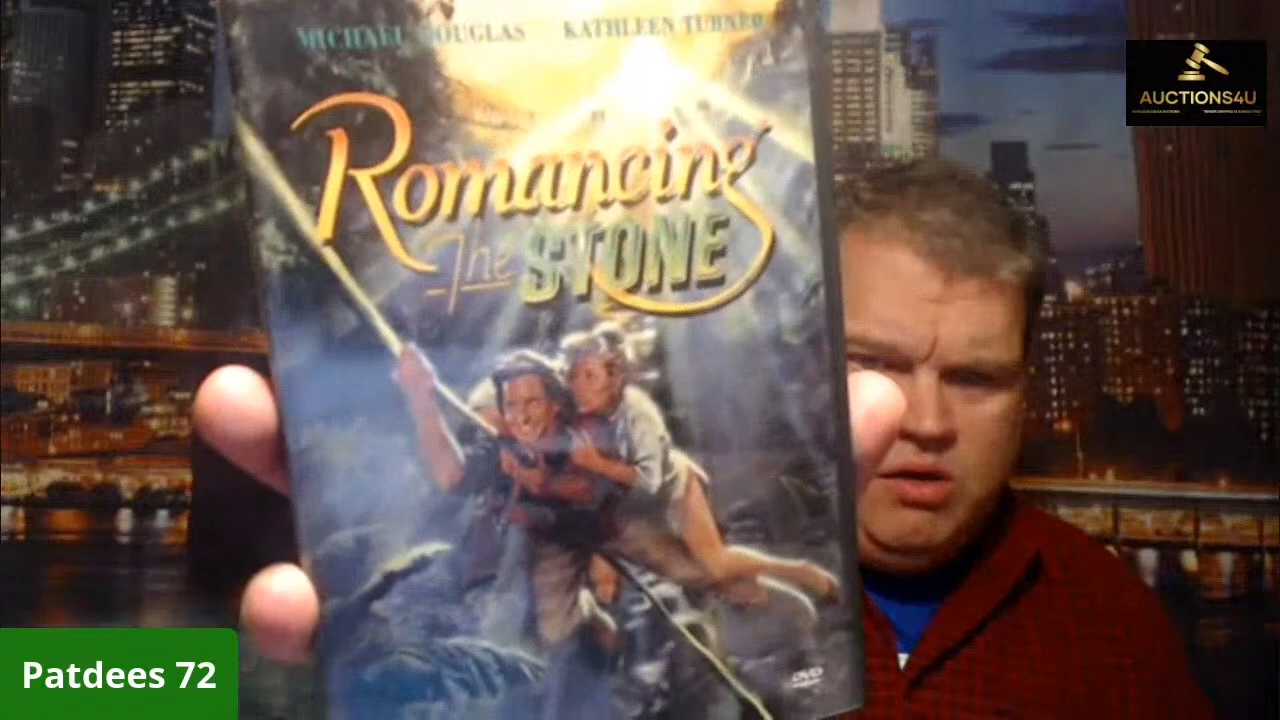 MICHAEL DOUGLAS KATHLEEN TURNER
Romancing
The STONE
DVD
AUCTIONS4U
Patdees 72